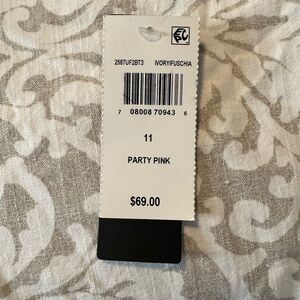 2587UF2BT3 IVORY/FUSCHIA
7 08008 70943 6
11
PARTY PINK
$69.00